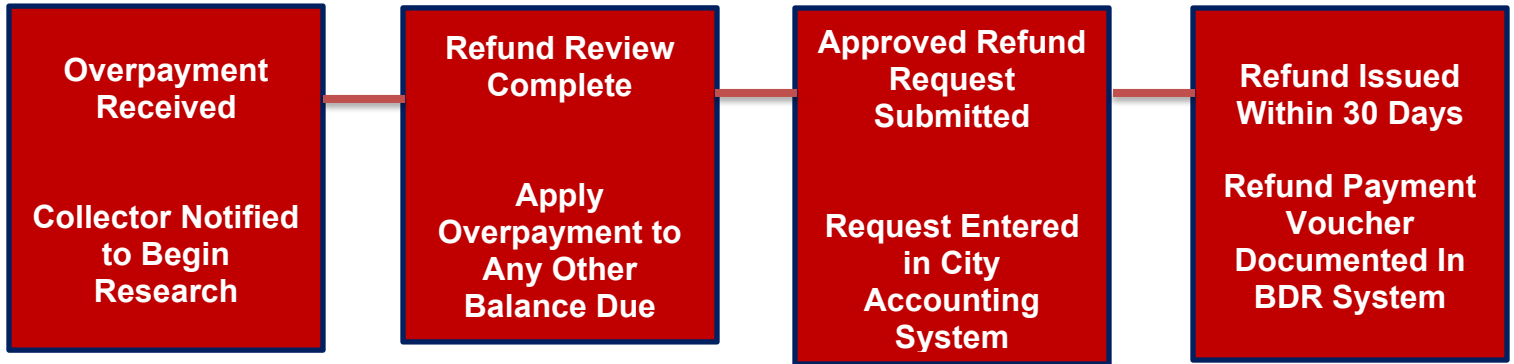 Overpayment
Received
Collector Notified
to Begin
Research
Refund Review
Complete
Apply
Overpayment to
Any Other
Balance Due
Approved Refund
Request
Submitted
Request Entered
in City
Accounting
System
Refund Issued
Within 30 Days
Refund Payment
Voucher
Documented In
BDR System